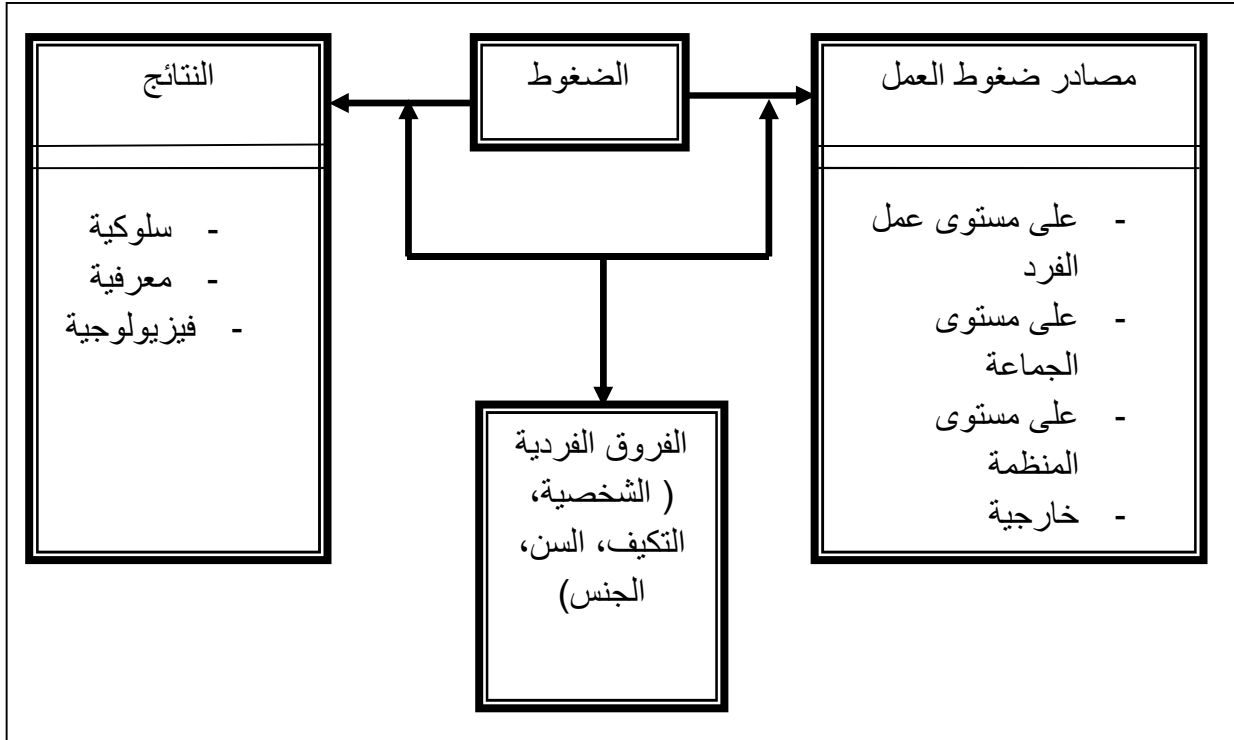 مصادر ضغوط العمل
- على مستوى عمل
الفرد
- على مستوى
الجماعة
- على مستوى
المنظمة
- خارجية
الضغوط
النتائج
- سلوكية
- معرفية
- فيزيولوجية
الفروق الفردية
( الشخصية،
التكيف، السن،
الجنس)